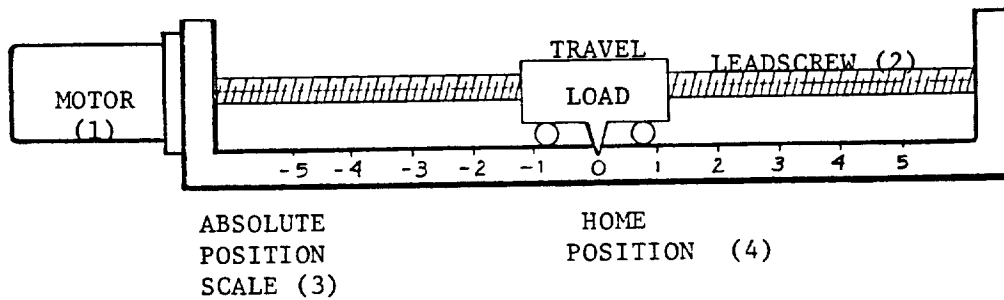 TRAVEL
LEADSCREW (2)
MOTOR
(1)
LOAD
-5 -4 -3 -2 -1 0 1 2 3 4 5
ABSOLUTE
POSITION
SCALE (3)
HOME
POSITION (4)